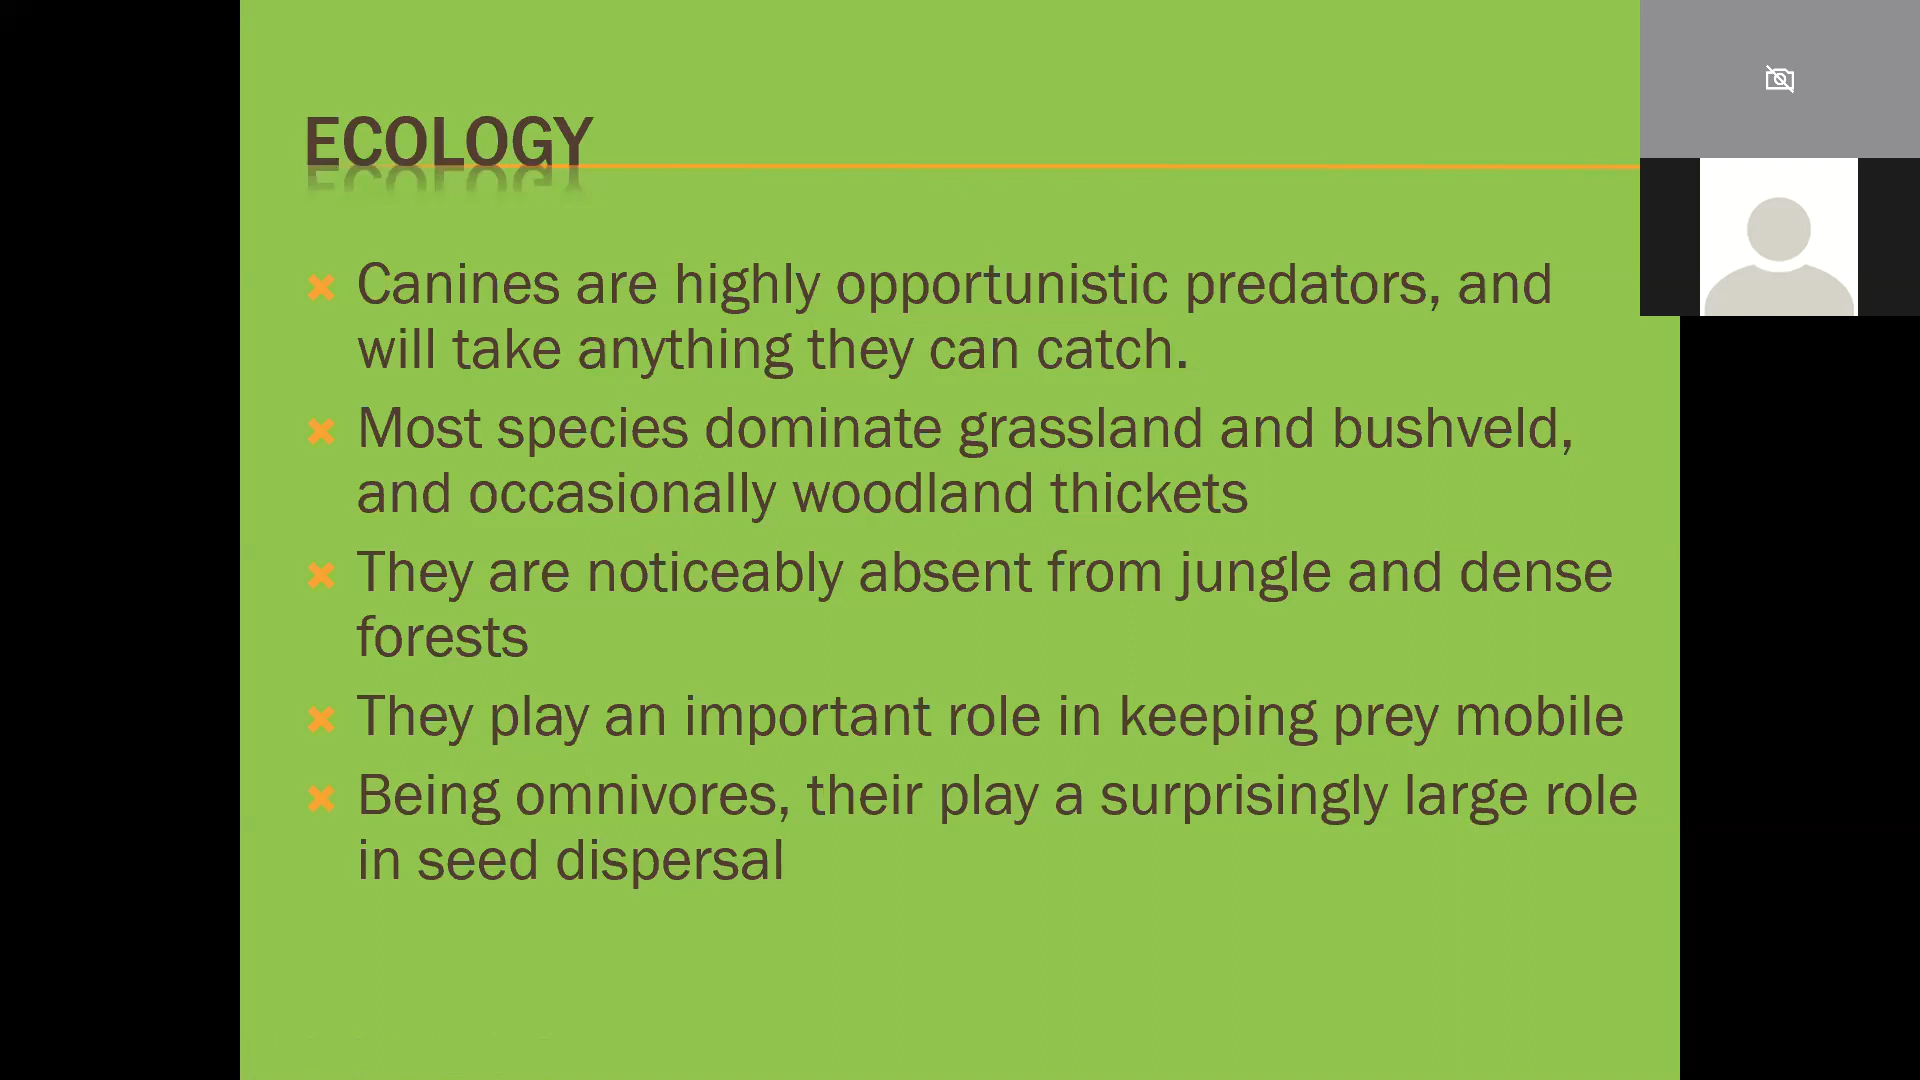 ECOLOGY
Canines are highly opportunistic predators, and
will take anything they can catch.
Most species dominate grassland and bushveld,
and occasionally woodland thickets
They are noticeably absent from jungle and dense
forests
They play an important role in keeping prey mobile
Being omnivores, their play a surprisingly large role
in seed dispersal